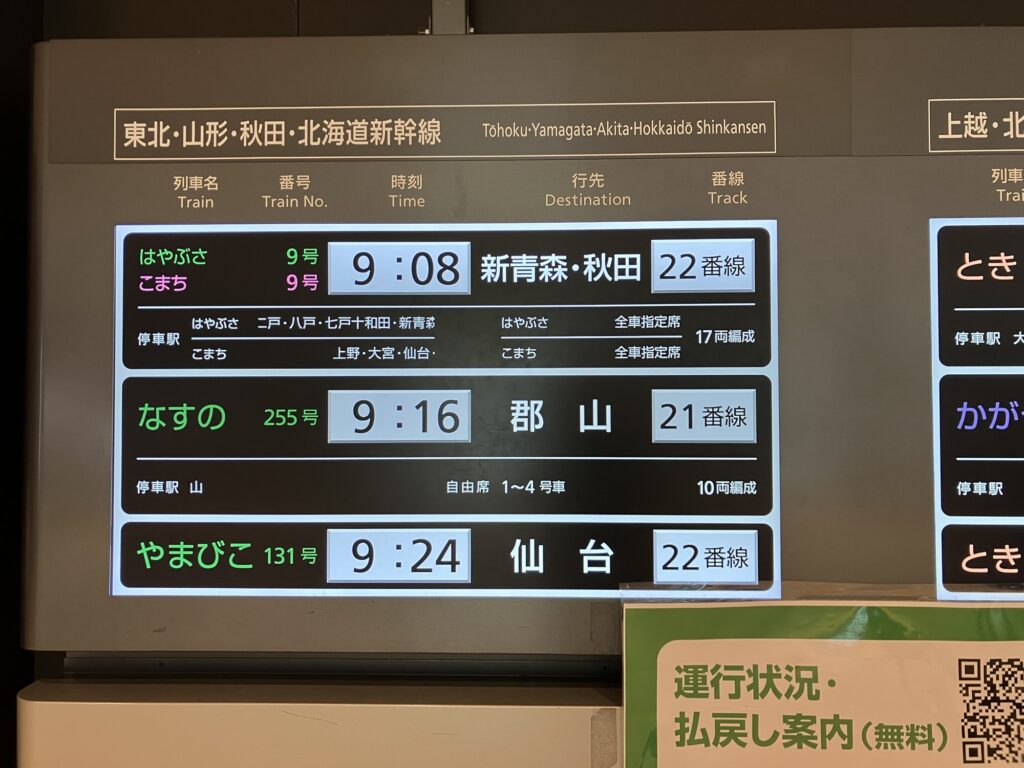 東北・山形・秋田・北海道新幹線 Tōhoku・Yamagata・Akita・Hokkaidō Shinkansen
列車名 番号 時刻 行先 番線
Train Train No. Time Destination Track
はやぶさ 9号 9:08 新青森・秋田 22番線
こまち 9号
停車駅 はやぶさ 二戸・八戸・七戸十和田・新青森 はやぶさ 全車指定席 17両編成
こまち 上野・大宮・仙台・ こまち 全車指定席
なすの 255号 9:16 郡山 21番線
停車駅 山 自由席 1～4号車 10両編成
やまびこ 131号 9:24 仙台 22番線
上越・北
列車
Trai
とき
停車駅 大
かが
停車駅
とき
運行状況・
払戻し案内(無料)